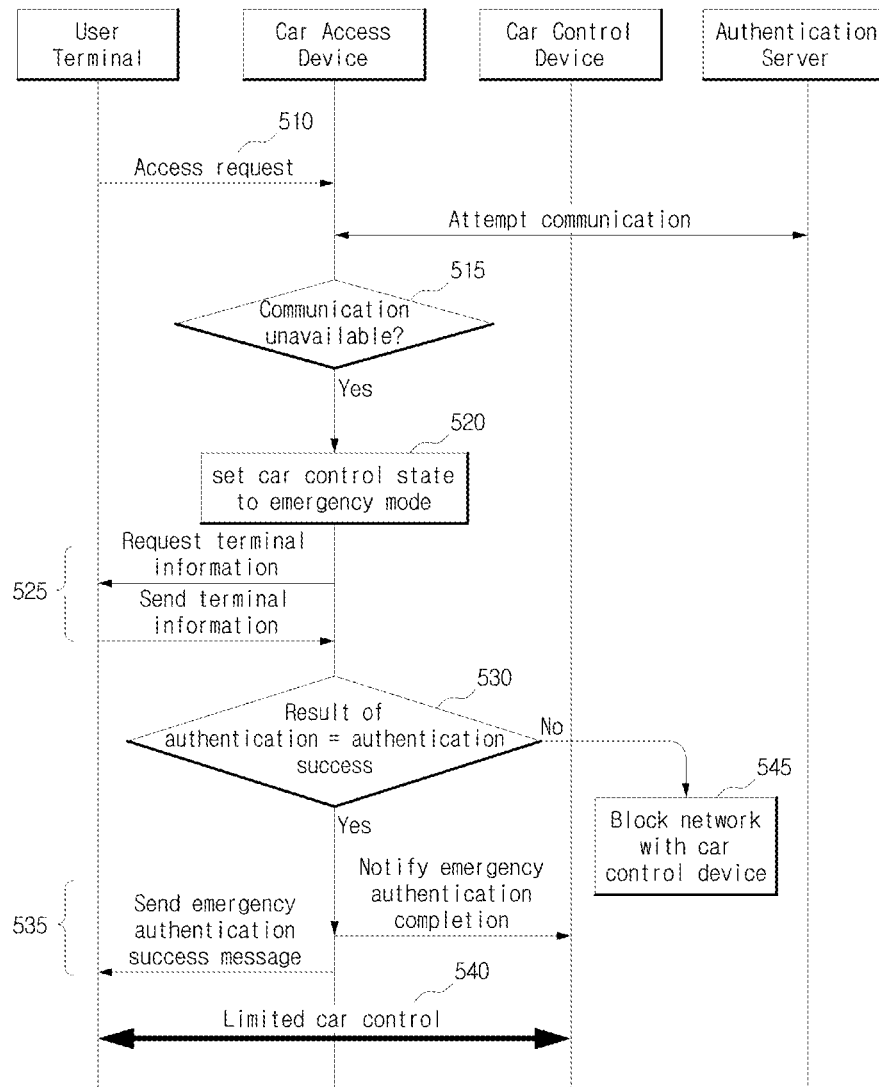 User
Terminal
Car Access
Device
Car Control
Device
Authentication
Server
510
Access request
Attempt communication
515
Communication
unavailable?
Yes
520
set car control state
to emergency mode
525
Request terminal
information
Send terminal
information
530
Result of
authentication = authentication
success
No
545
Block network
with car
control device
Yes
Notify emergency
authentication
completion
535
Send emergency
authentication
success message
540
Limited car control